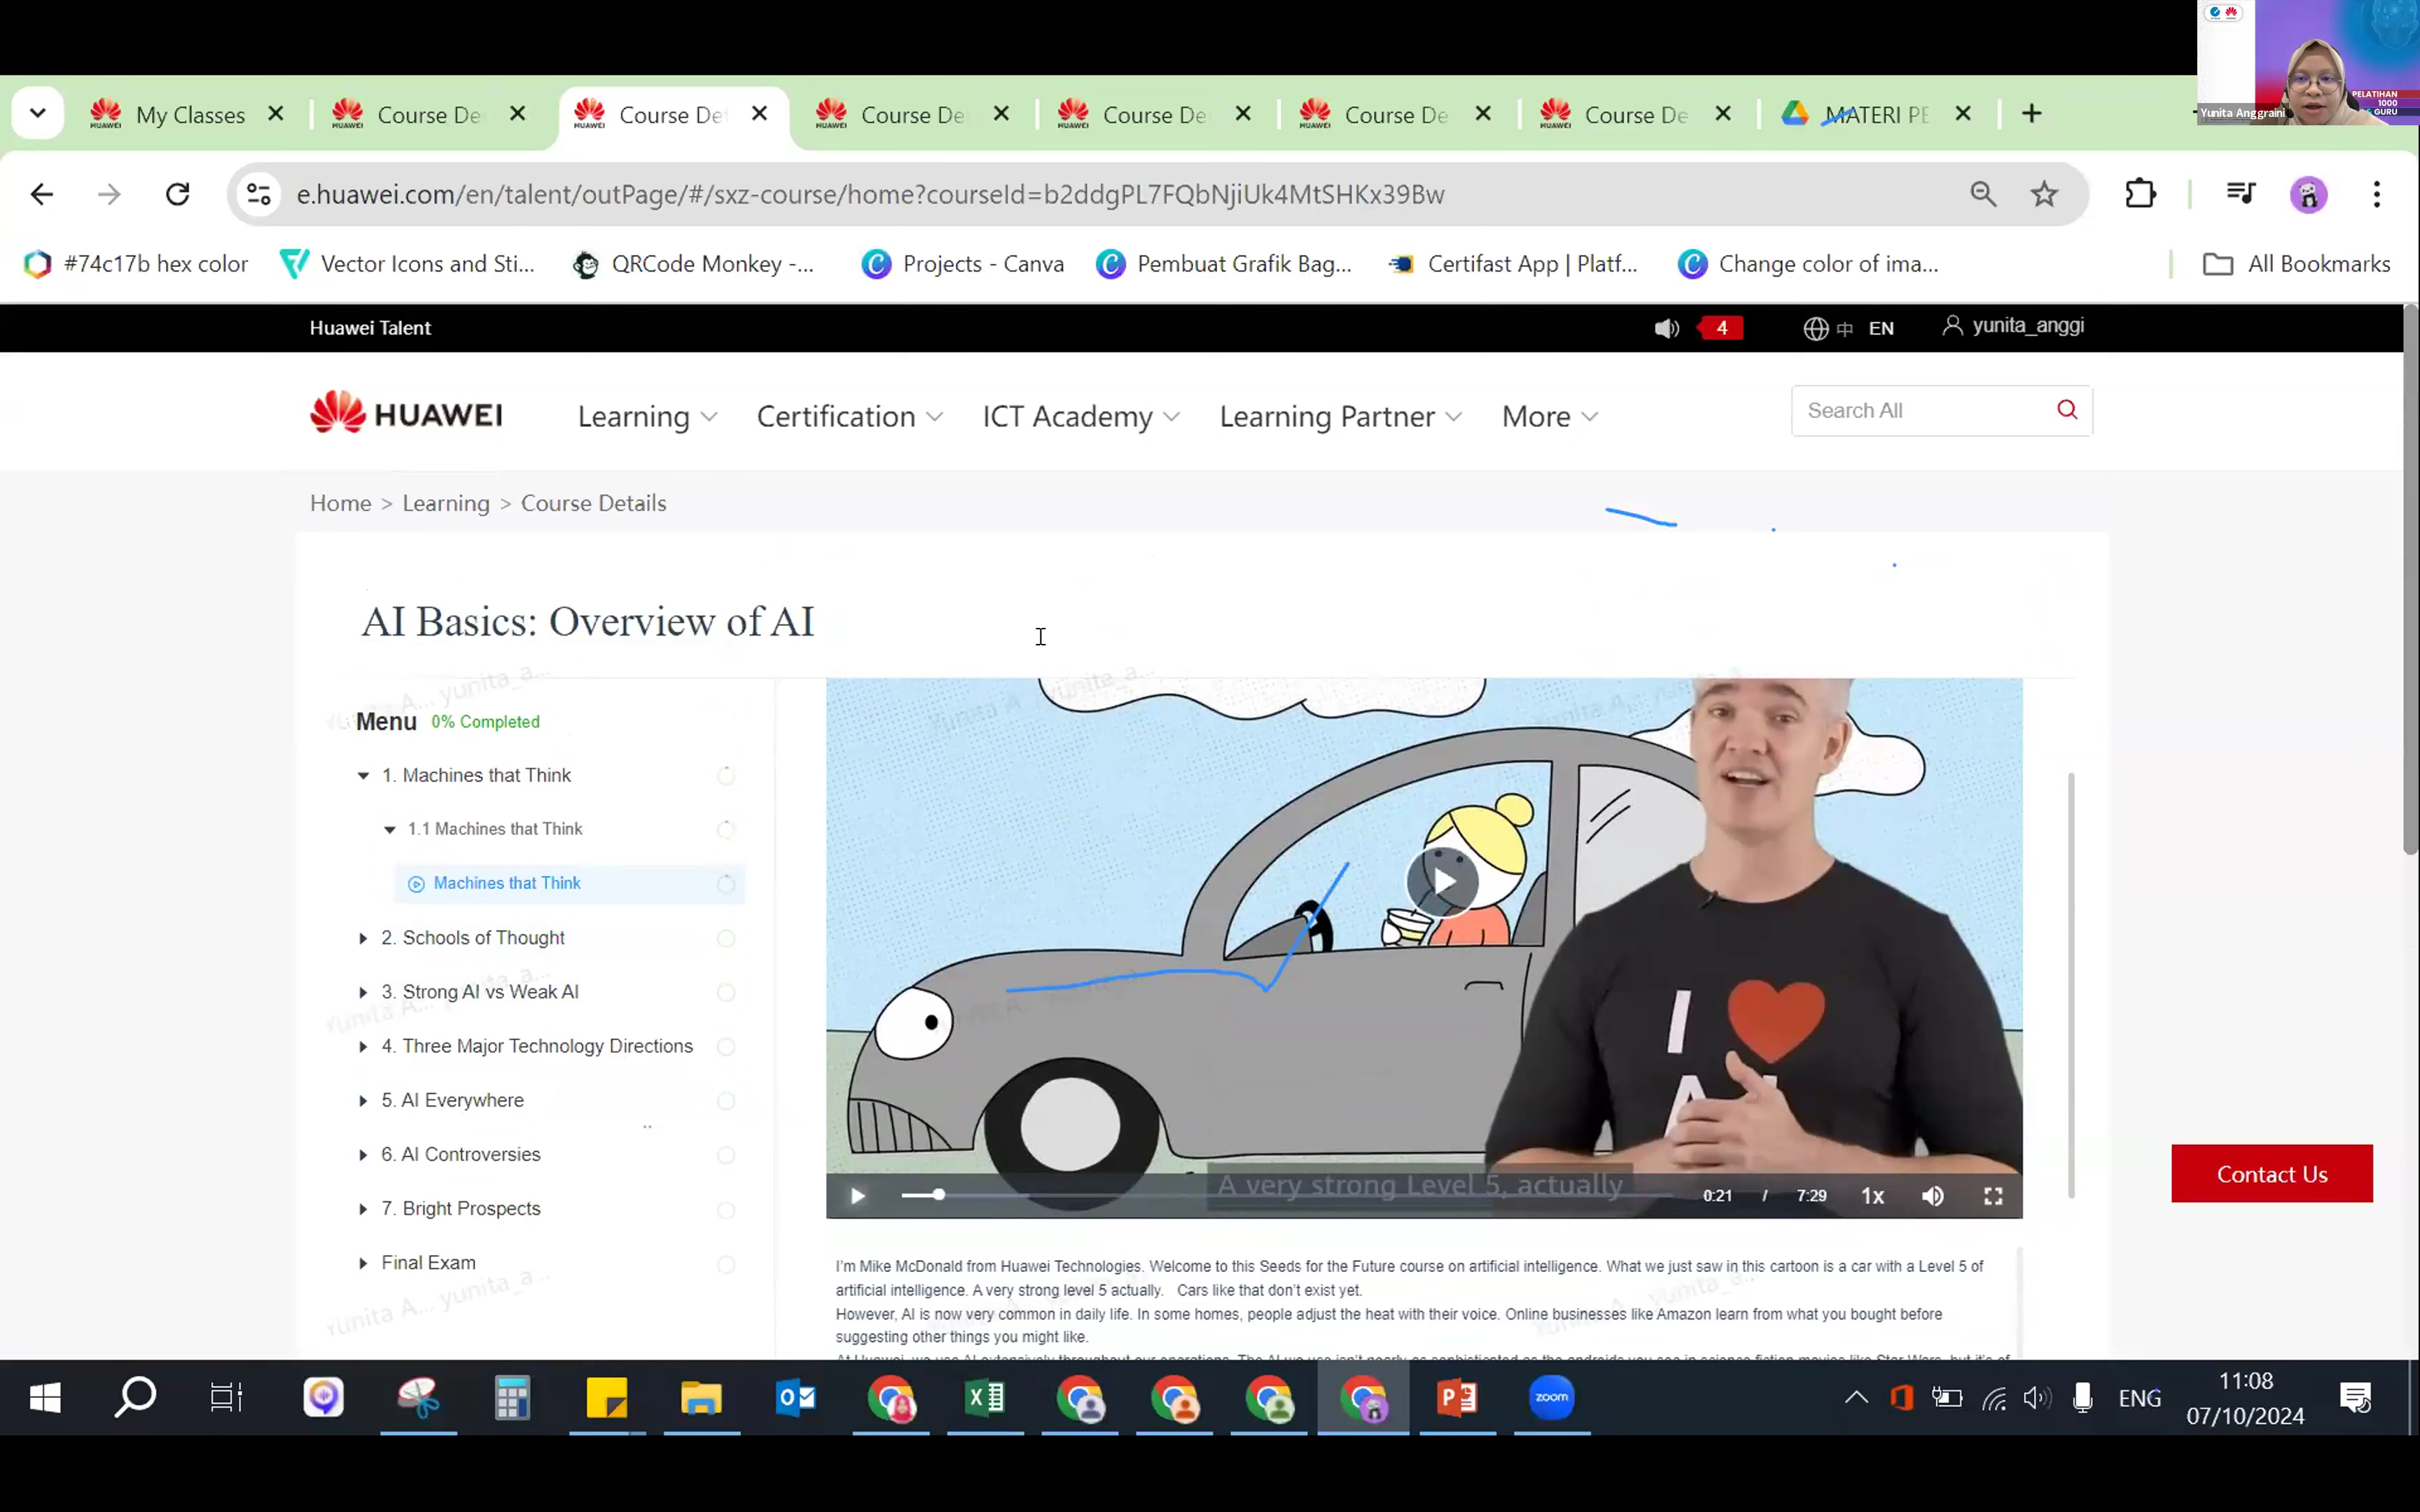 PELATIHAN
1000
GURU
Yunita Anggraini
My Classes
Course De
Course De
Course De
Course De
Course De
Course De
MATERI PE
e.huawei.com/en/talent/outPage/#/sxz-course/home?courseId=b2ddgPL7FQbNjiUk4MtSHKx39Bw
#74c17b hex color
Vector Icons and Sti...
QRCode Monkey -...
Projects - Canva
Pembuat Grafik Bag...
Certifast App | Platf...
Change color of ima...
All Bookmarks
Huawei Talent
4
中 EN
yunita_anggi
HUAWEI
Learning
Certification
ICT Academy
Learning Partner
More
Search All
Home > Learning > Course Details
AI Basics: Overview of AI
Menu 0% Completed
1. Machines that Think
1.1 Machines that Think
Machines that Think
2. Schools of Thought
3. Strong AI vs Weak AI
4. Three Major Technology Directions
5. AI Everywhere
6. AI Controversies
7. Bright Prospects
Final Exam
I
A very strong Level 5, actually
0:21 / 7:29 1x
Contact Us
I'm Mike McDonald from Huawei Technologies. Welcome to this Seeds for the Future course on artificial intelligence. What we just saw in this cartoon is a car with a Level 5 of
artificial intelligence. A very strong level 5 actually. Cars like that don't exist yet.
However, AI is now very common in daily life. In some homes, people adjust the heat with their voice. Online businesses like Amazon learn from what you bought before
suggesting other things you might like.
zoom
ENG
11:08
07/10/2024